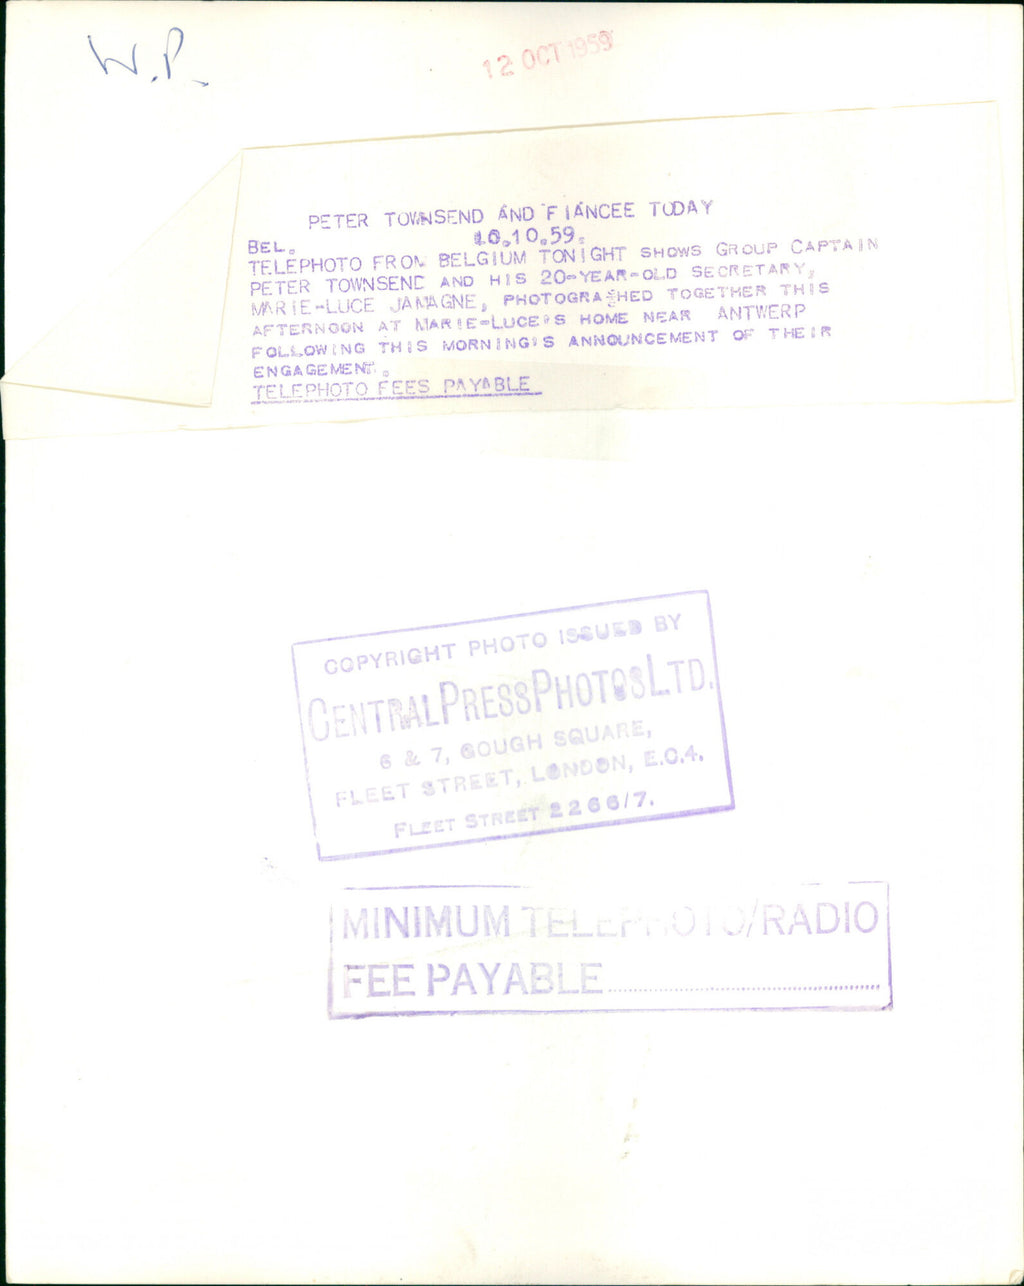 W.P.
12 OCT 1959
PETER TOWNSEND AND FIANCEE TODAY
BEL. 10.10.59.
TELEPHOTO FROM BELGIUM TONIGHT SHOWS GROUP CAPTAIN
PETER TOWNSEND AND HIS 20-YEAR-OLD SECRETARY,
MARIE-LUCE JAMAGNE, PHOTOGRAPHED TOGETHER THIS
AFTERNOON AT MARIE-LUCE'S HOME NEAR ANTWERP
FOLLOWING THIS MORNING'S ANNOUNCEMENT OF THEIR
ENGAGEMENT.
TELEPHOTO FEES PAYABLE
COPYRIGHT PHOTO ISSUED BY
CENTRAL PRESS PHOTOS LTD.
6 & 7, GOUGH SQUARE,
FLEET STREET, LONDON, E.C.4.
FLEET STREET 2266/7.
MINIMUM TELEPHOTO/RADIO
FEE PAYABLE